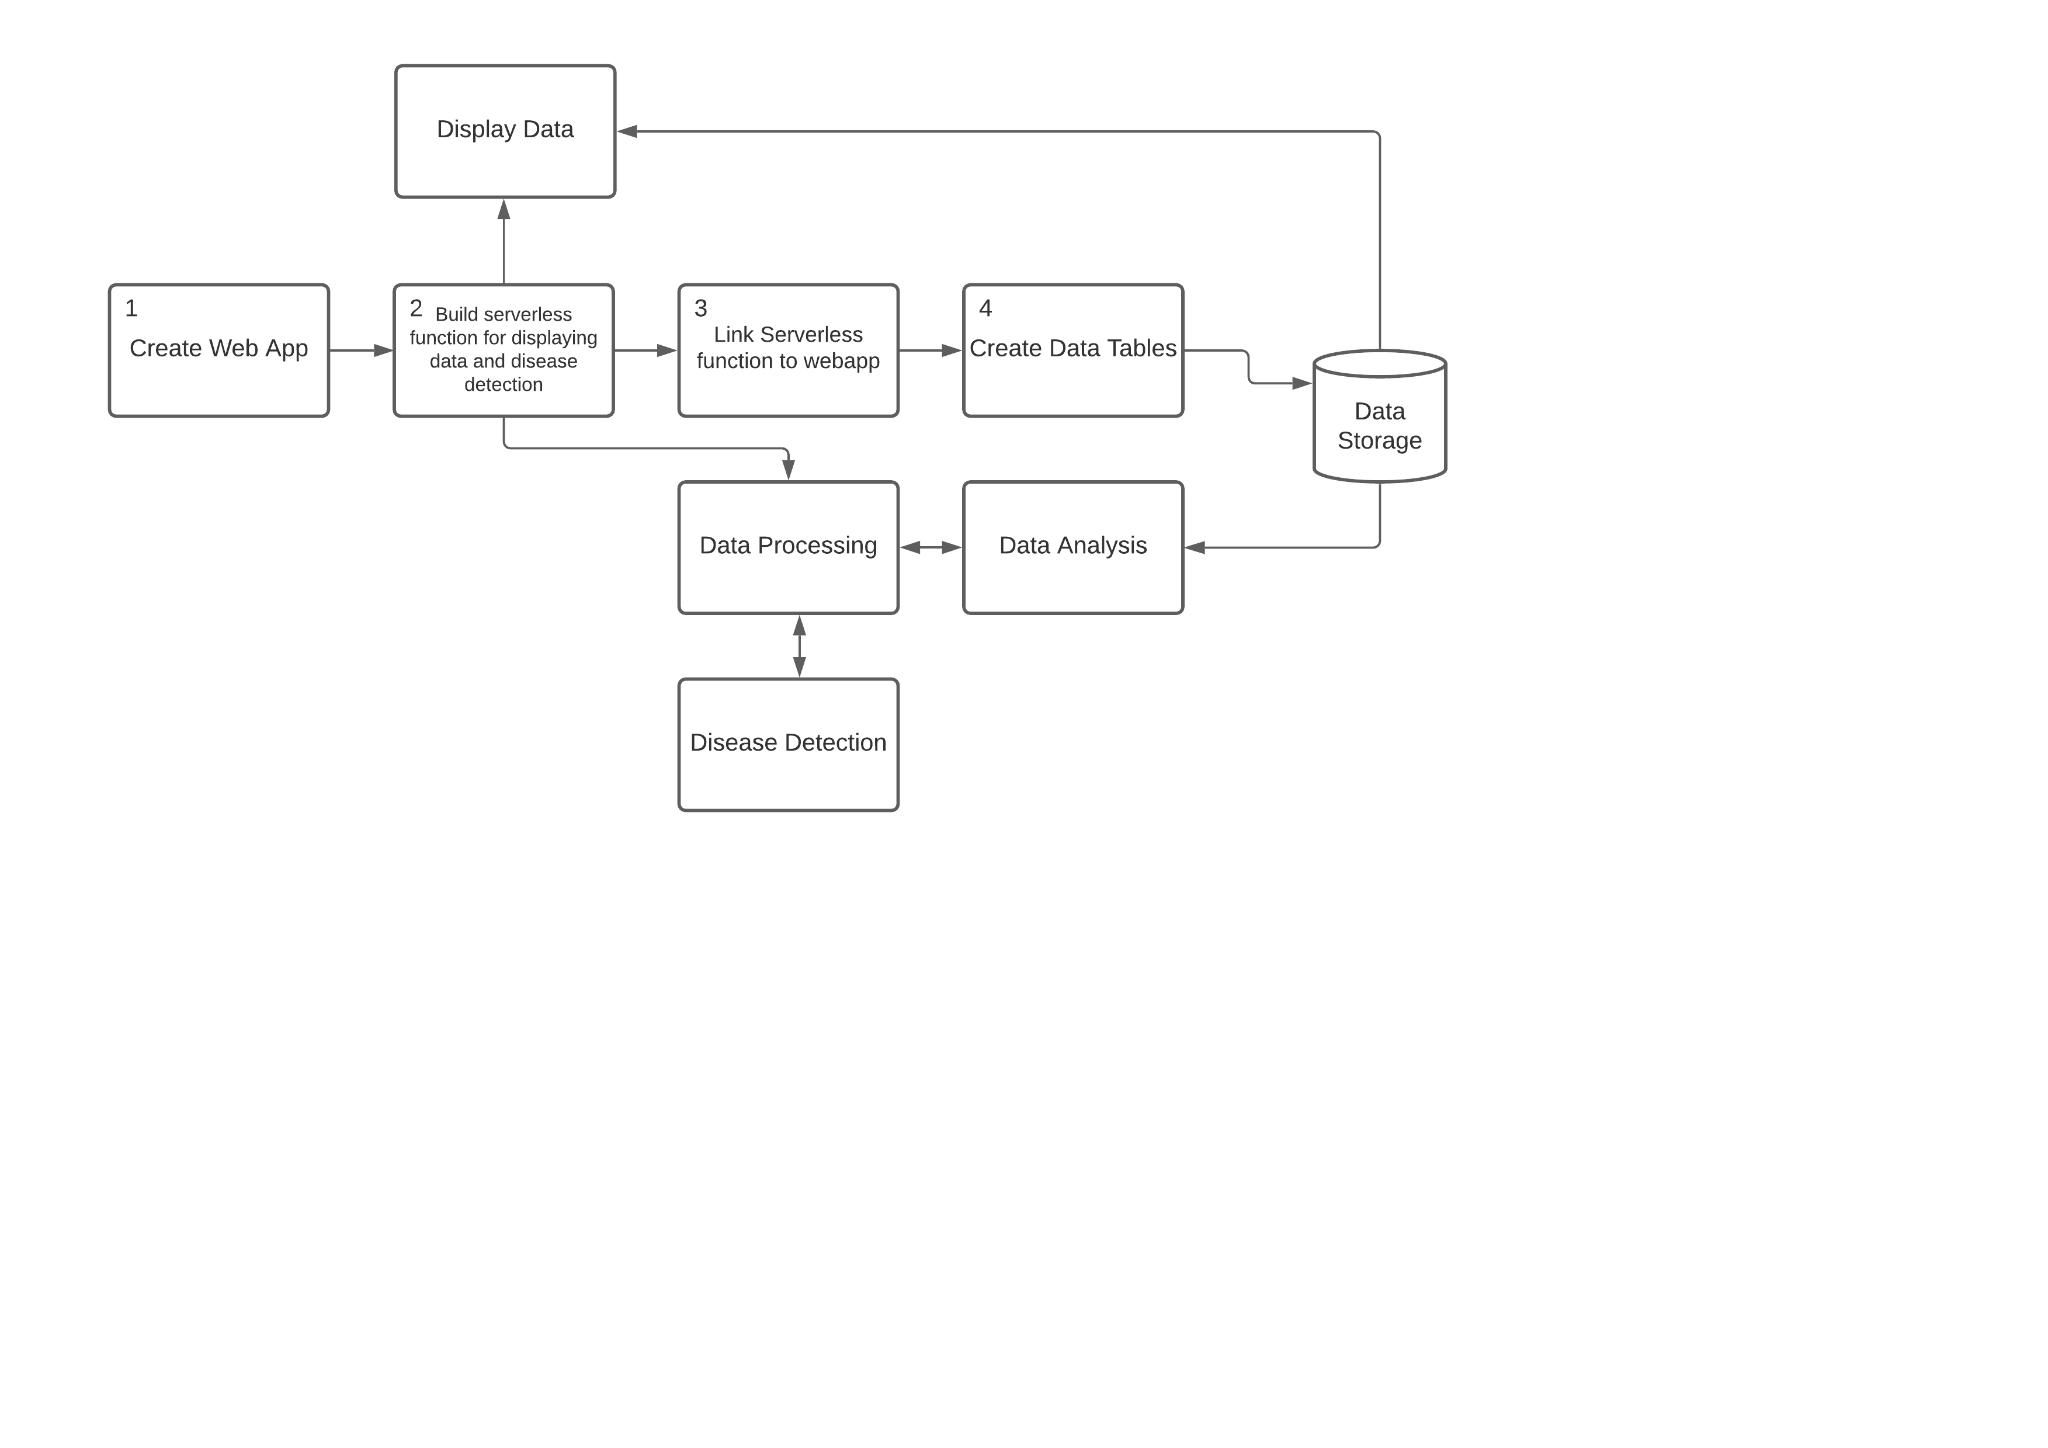 Display Data
1
Create Web App
2
Build serverless
function for displaying
data and disease
detection
3
Link Serverless
function to webapp
4
Create Data Tables
Data
Storage
Data Processing
Data Analysis
Disease Detection